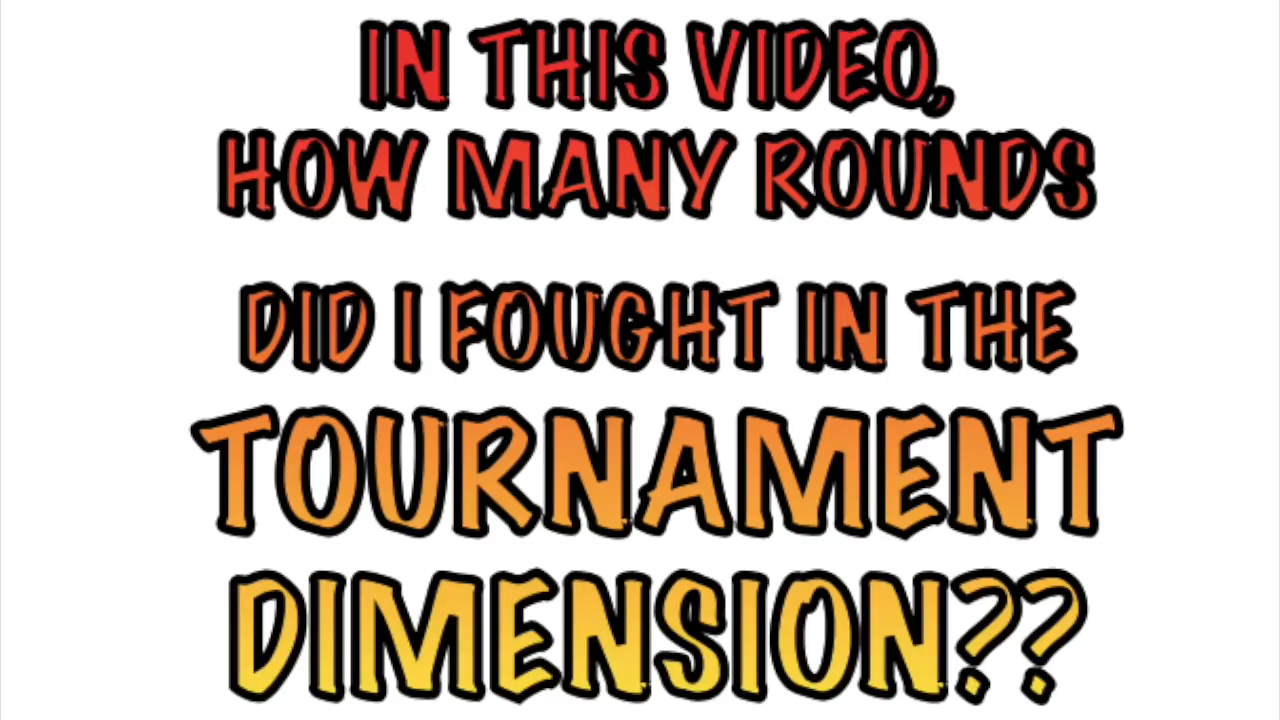 IN THIS VIDEO,
HOW MANY ROUNDS
DID I FOUGHT IN THE
TOURNAMENT
DIMENSION??